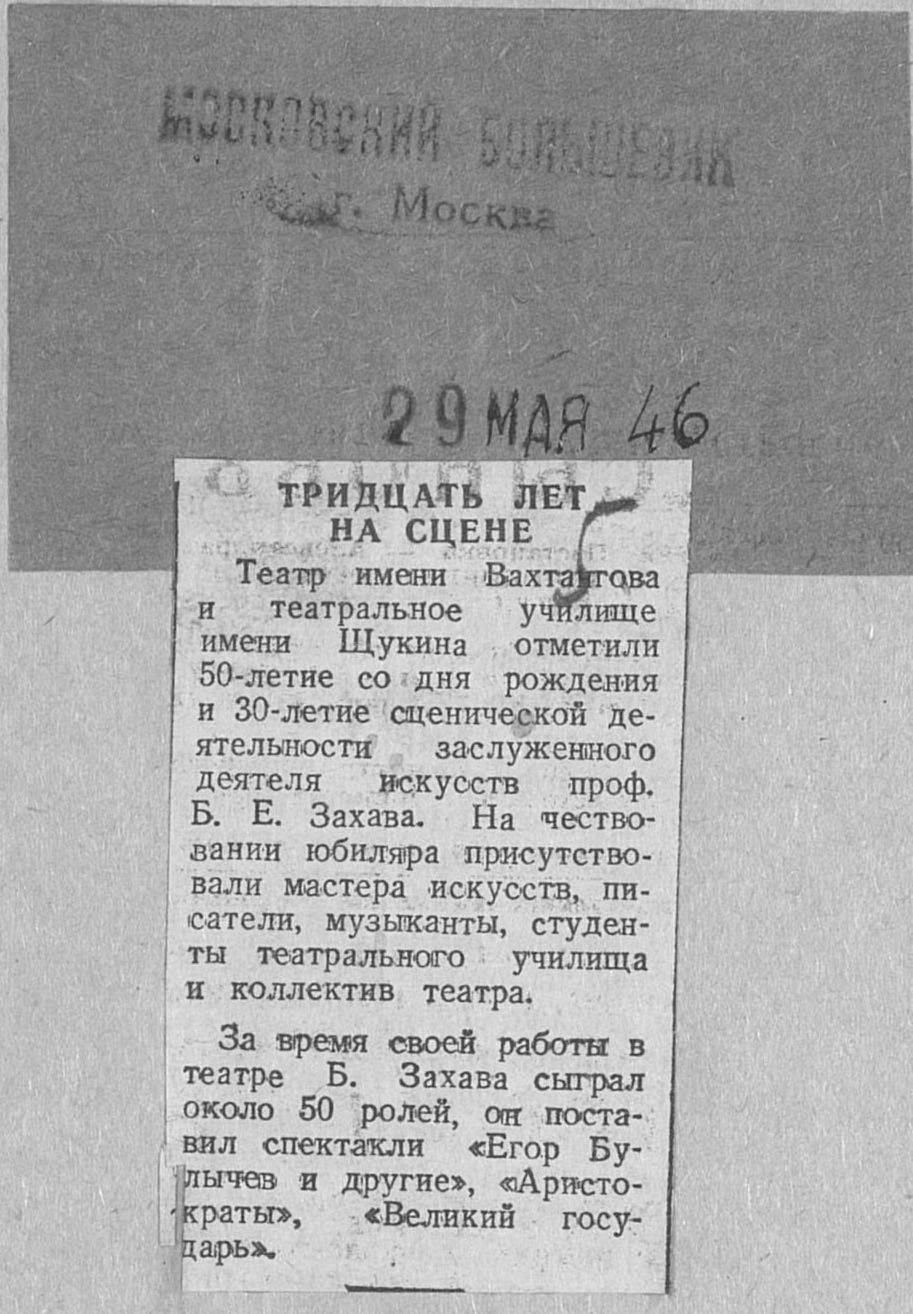 МОСКОВСКИЙ БОЛЬШЕВИК
г. Москва
29 МАЯ 46
ТРИДЦАТЬ ЛЕТ
НА СЦЕНЕ
5
Театр имени Вахтангова
и театральное училище
имени Щукина отметили
50-летие со дня рождения
и 30-летие сценической де-
ятельности заслуженного
деятеля искусств проф.
Б. Е. Захава. На чество-
вании юбиляра присутство-
вали мастера искусств, пи-
сатели, музыканты, студен-
ты театрального училища
и коллектив театра.
За время своей работы в
театре Б. Захава сыграл
около 50 ролей, он поста-
вил спектакли «Егор Бу-
лычев и другие», «Аристо-
краты», «Великий госу-
дарь».